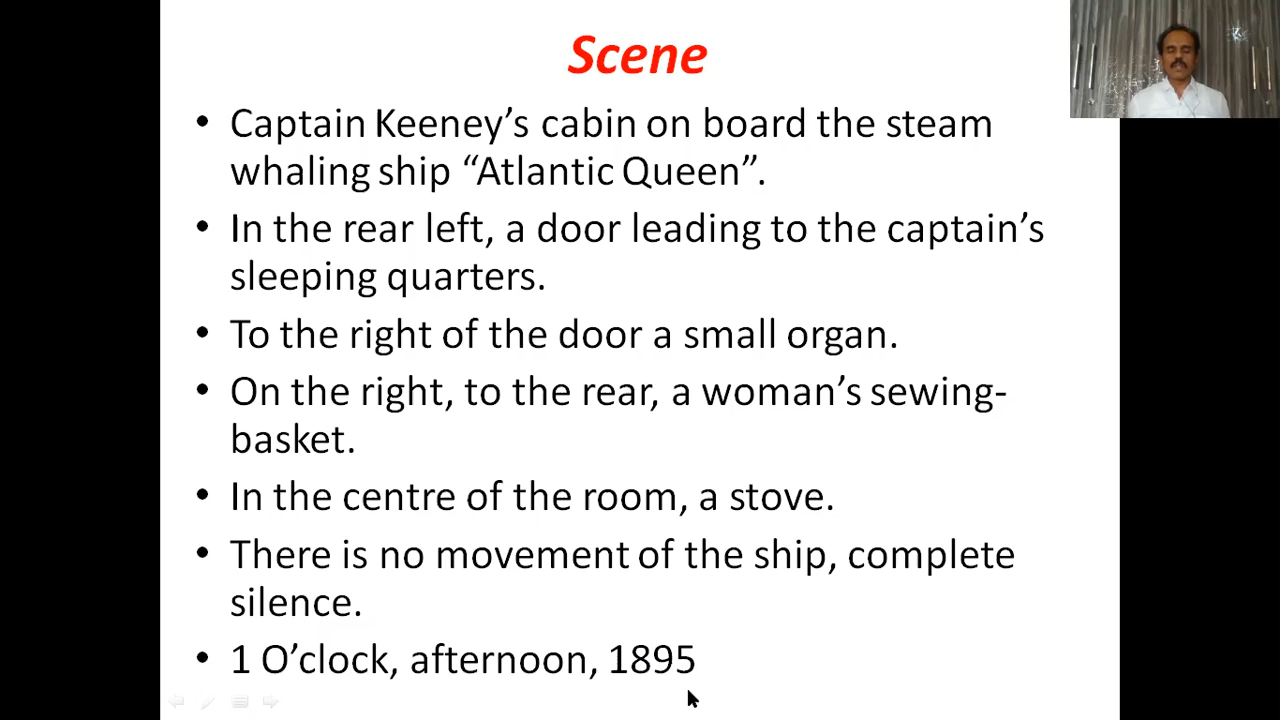 Scene
• Captain Keeney’s cabin on board the steam
whaling ship “Atlantic Queen”.
• In the rear left, a door leading to the captain’s
sleeping quarters.
• To the right of the door a small organ.
• On the right, to the rear, a woman’s sewing-
basket.
• In the centre of the room, a stove.
• There is no movement of the ship, complete
silence.
• 1 O’clock, afternoon, 1895